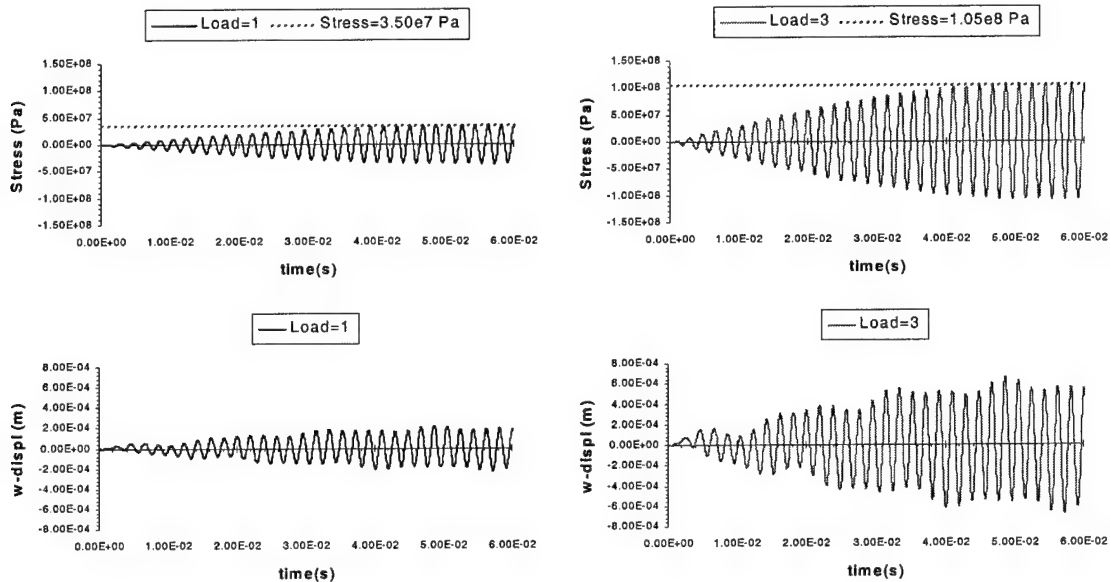 Load=1 Stress=3.50e7 Pa
1.50E+08
1.00E+08
5.00E+07
0.00E+00
-5.00E+07
-1.00E+08
-1.50E+08
Stress (Pa)
0.00E+00 1.00E-02 2.00E-02 3.00E-02 4.00E-02 5.00E-02 6.00E-02
time(s)
Load=3 Stress=1.05e8 Pa
1.50E+08
1.00E+08
5.00E+07
0.00E+00
-5.00E+07
-1.00E+08
-1.50E+08
Stress (Pa)
0.00E+00 1.00E-02 2.00E-02 3.00E-02 4.00E-02 5.00E-02 6.00E-02
time(s)
Load=1
8.00E-04
6.00E-04
4.00E-04
2.00E-04
0.00E+00
-2.00E-04
-4.00E-04
-6.00E-04
-8.00E-04
w-displ (m)
0.00E+00 1.00E-02 2.00E-02 3.00E-02 4.00E-02 5.00E-02 6.00E-02
time(s)
Load=3
8.00E-04
6.00E-04
4.00E-04
2.00E-04
0.00E+00
-2.00E-04
-4.00E-04
-6.00E-04
-8.00E-04
w-displ (m)
0.00E+00 1.00E-02 2.00E-02 3.00E-02 4.00E-02 5.00E-02 6.00E-02
time(s)